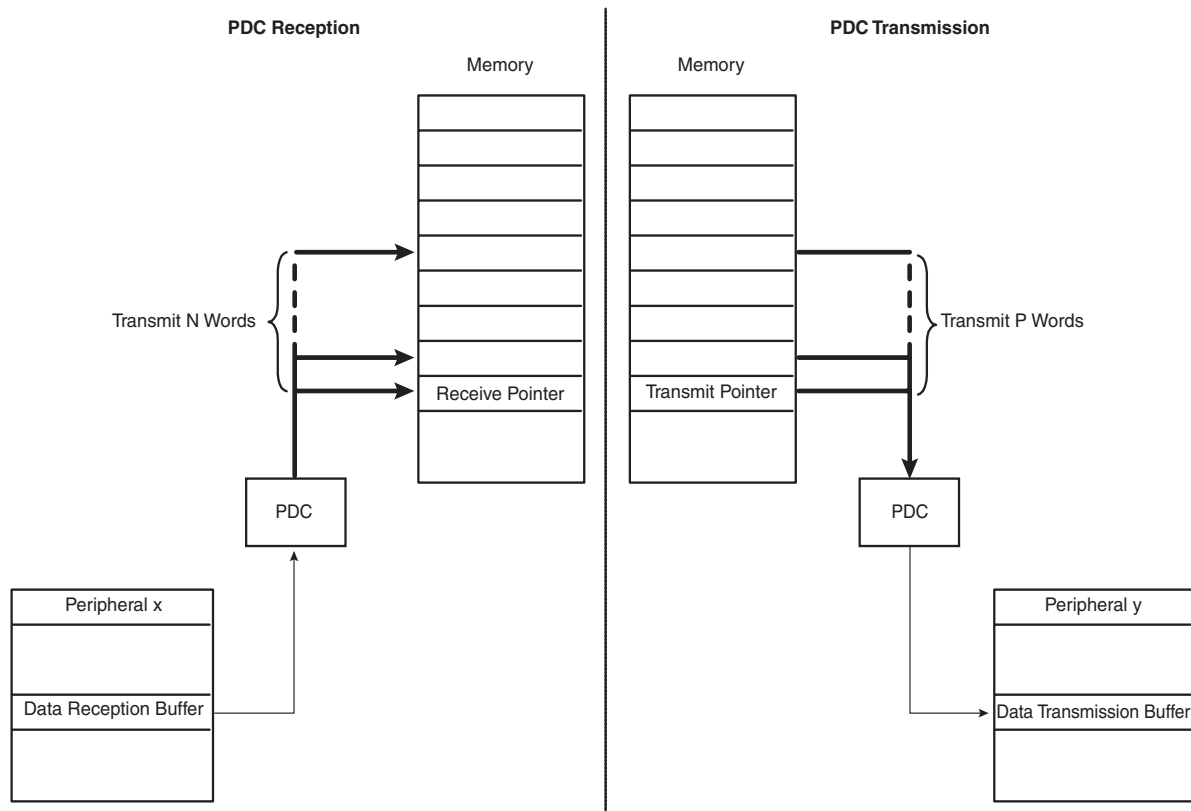 PDC Reception
Memory
Transmit N Words
Receive Pointer
PDC
Peripheral x
Data Reception Buffer
PDC Transmission
Memory
Transmit P Words
Transmit Pointer
PDC
Peripheral y
Data Transmission Buffer